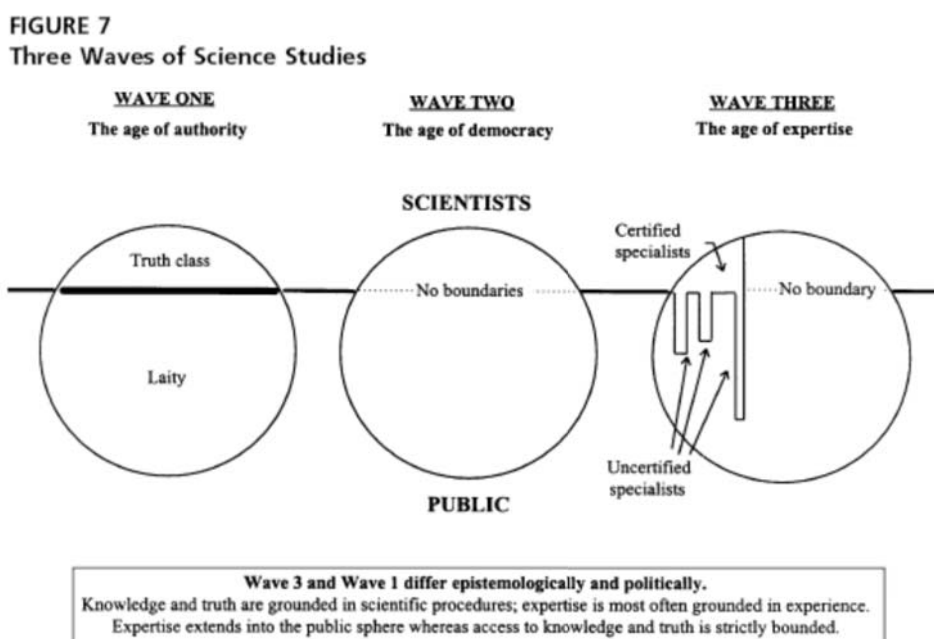 FIGURE 7
Three Waves of Science Studies
WAVE ONE
The age of authority
WAVE TWO
The age of democracy
WAVE THREE
The age of expertise
SCIENTISTS
Truth class
Laity
No boundaries
Certified
specialists
No boundary
Uncertified
specialists
PUBLIC
Wave 3 and Wave 1 differ epistemologically and politically.
Knowledge and truth are grounded in scientific procedures; expertise is most often grounded in experience.
Expertise extends into the public sphere whereas access to knowledge and truth is strictly bounded.